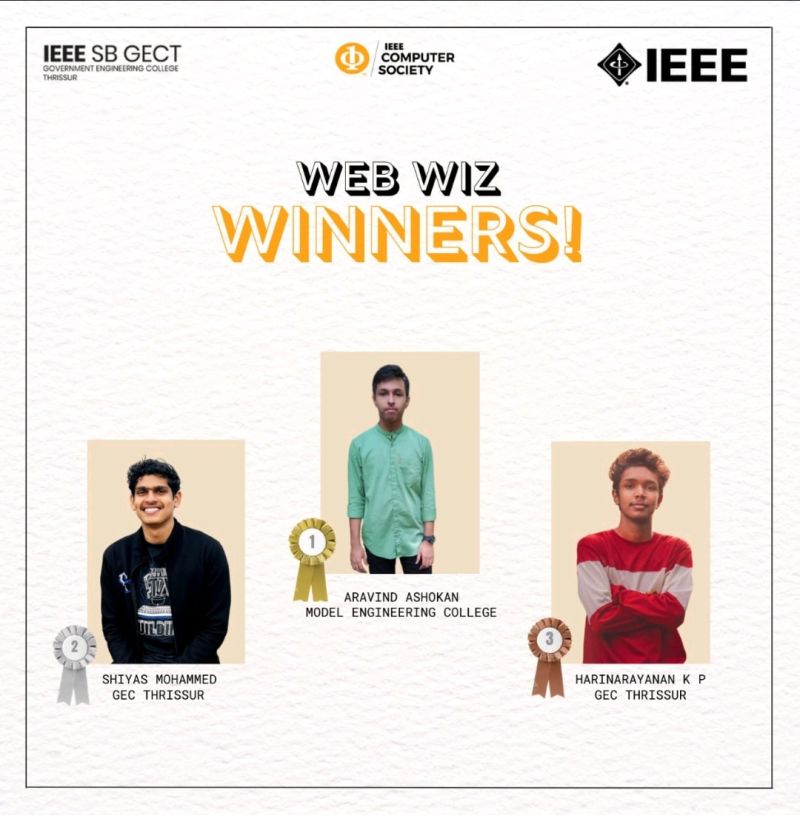 IEEE SB GECT
GOVERNMENT ENGINEERING COLLEGE
THRISSUR
IEEE
COMPUTER
SOCIETY
IEEE
WEB WIZ
WINNERS!
1
ARAVIND ASHOKAN
MODEL ENGINEERING COLLEGE
2
SHIYAS MOHAMMED
GEC THRISSUR
3
HARINARAYANAN K P
GEC THRISSUR